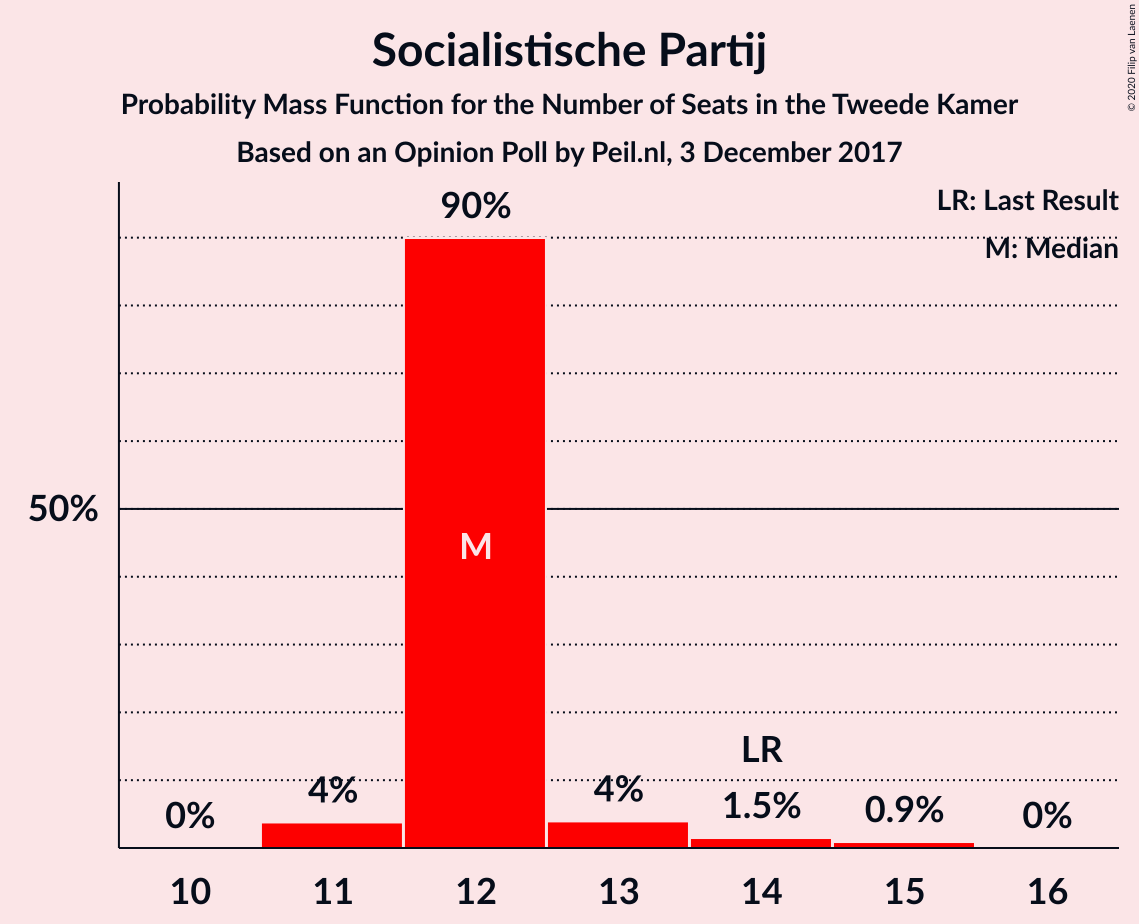 Socialistische Partij
Probability Mass Function for the Number of Seats in the Tweede Kamer
Based on an Opinion Poll by Peil.nl, 3 December 2017
© 2020 Filip van Laenen
LR: Last Result
M: Median
90%
50%
M
LR
0%
4%
4%
1.5%
0.9%
0%
10 11 12 13 14 15 16